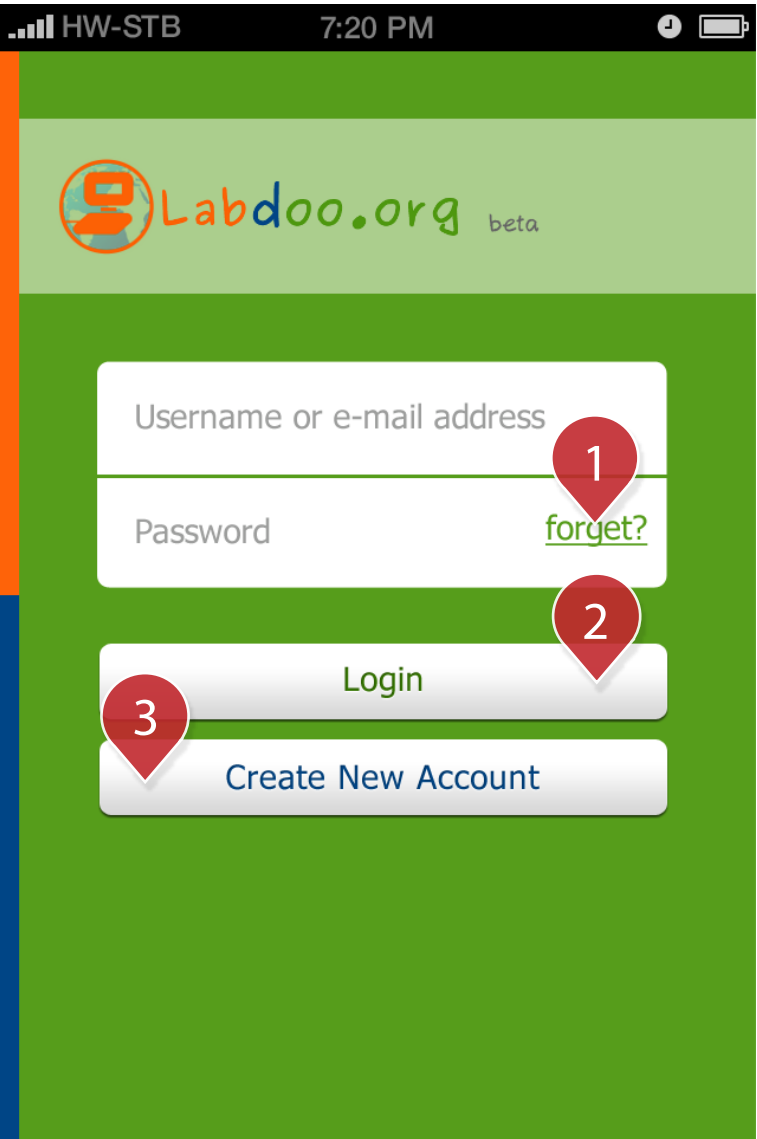 HW-STB 7:20 PM
Labdoo.org beta
Username or e-mail address
1
Password forget?
2
Login
3
Create New Account